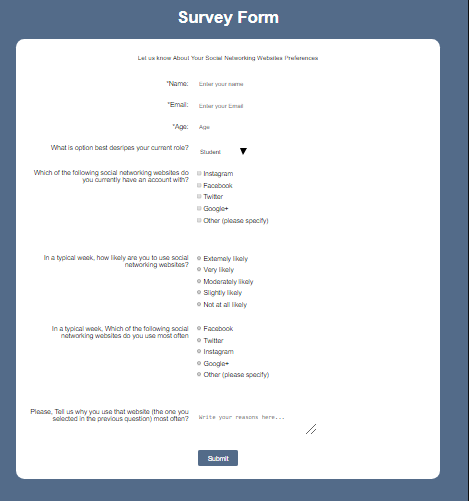 Survey Form
Let us know About Your Social Networking Websites Preferences
*Name:
Enter your name
*Email:
Enter your Email
*Age:
Age
What is option best desripes your current role?
Student
Which of the following social networking websites do
you currently have an account with?
Instagram
Facebook
Twitter
Google+
Other (please specify)
In a typical week, how likely are you to use social
networking websites?
Extemely likely
Very likely
Moderately likely
Slightly likely
Not at all likely
In a typical week, Which of the following social
networking websites do you use most often
Facebook
Twitter
Instagram
Google+
Other (please specify)
Please, Tell us why you use that website (the one you
selected in the previous question) most often?
Write your reasons here...
Submit